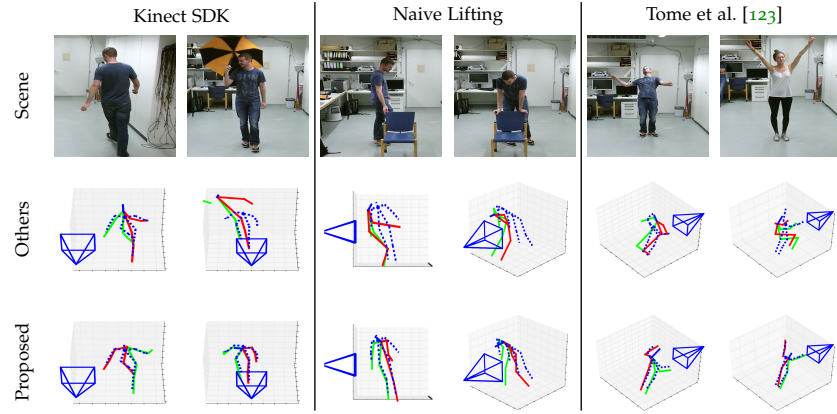 Kinect SDK
Naive Lifting
Tome et al. [123]
Scene
Others
Proposed